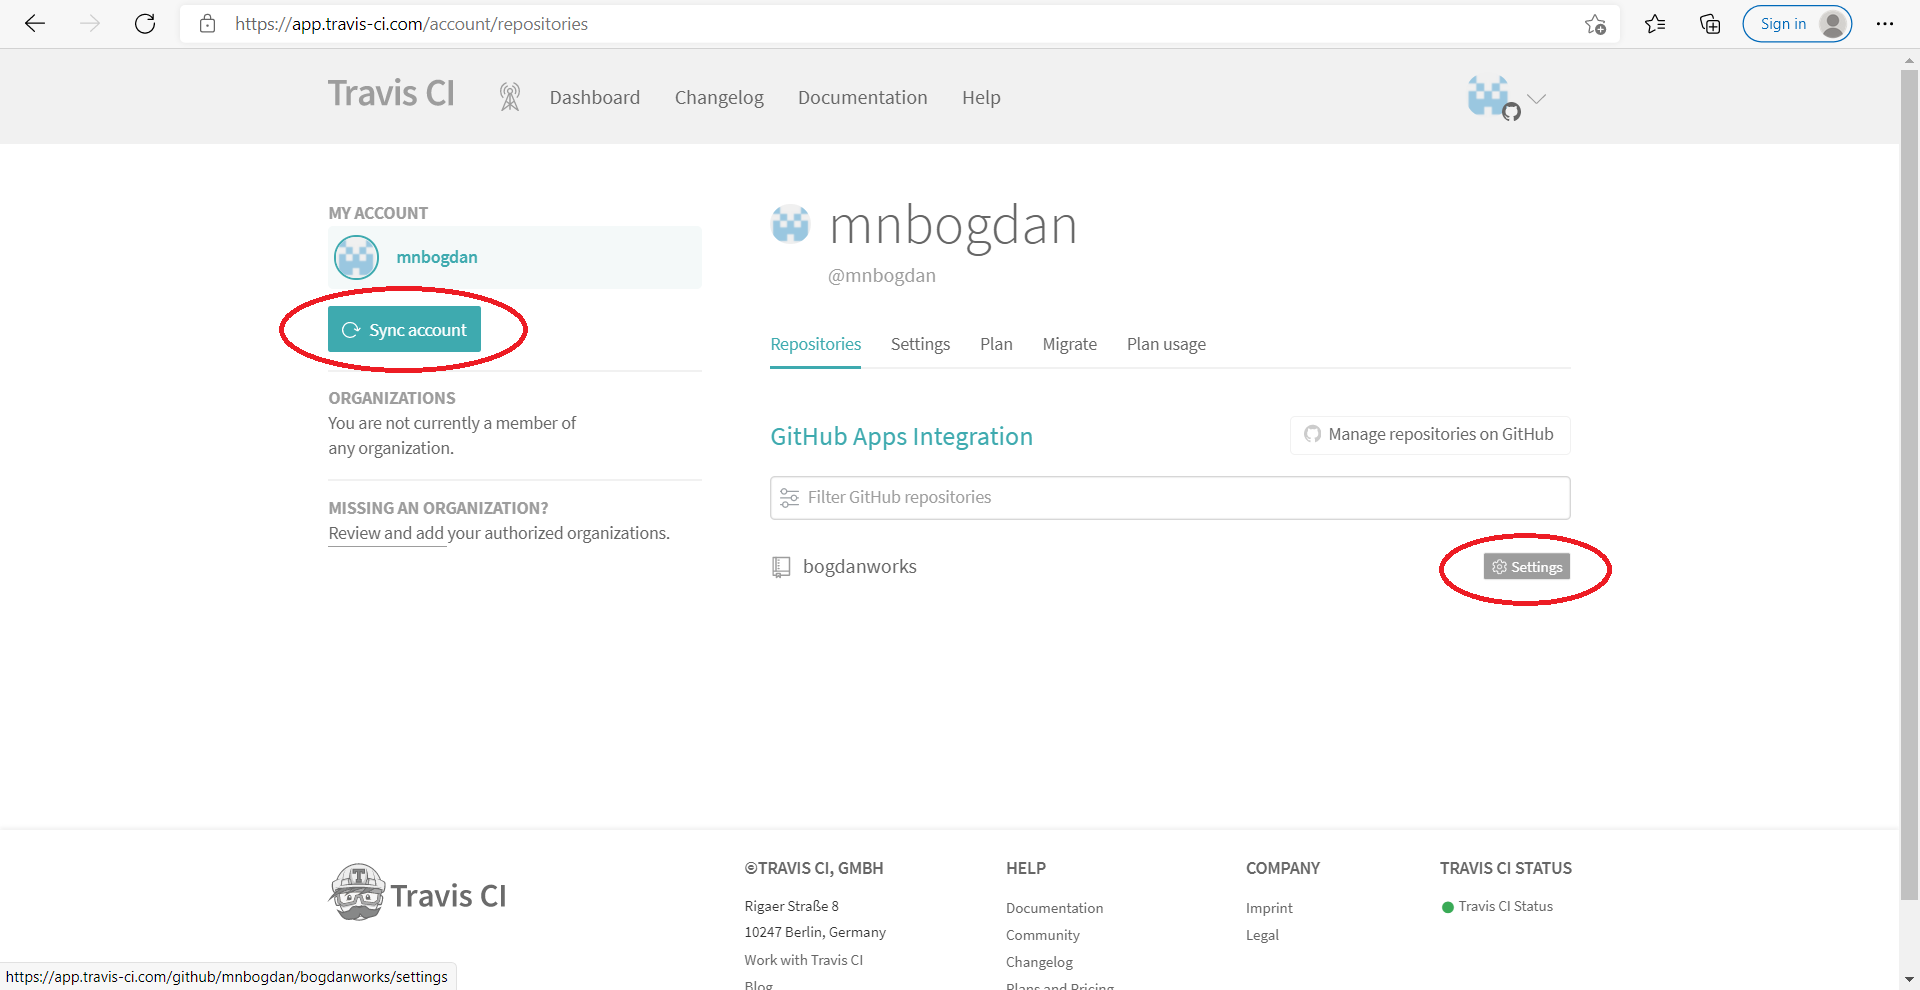 https://app.travis-ci.com/account/repositories
Sign in
Travis CI
Dashboard
Changelog
Documentation
Help
MY ACCOUNT
mnbogdan
Sync account
ORGANIZATIONS
You are not currently a member of
any organization.
MISSING AN ORGANIZATION?
Review and add your authorized organizations.
mnbogdan
@mnbogdan
Repositories
Settings
Plan
Migrate
Plan usage
GitHub Apps Integration
Manage repositories on GitHub
Filter GitHub repositories
bogdanworks
Settings
T
Travis CI
©TRAVIS CI, GMBH
Rigaer Straße 8
10247 Berlin, Germany
Work with Travis CI
Blog
HELP
Documentation
Community
Changelog
Plans and Pricing
COMPANY
Imprint
Legal
TRAVIS CI STATUS
Travis CI Status
https://app.travis-ci.com/github/mnbogdan/bogdanworks/settings